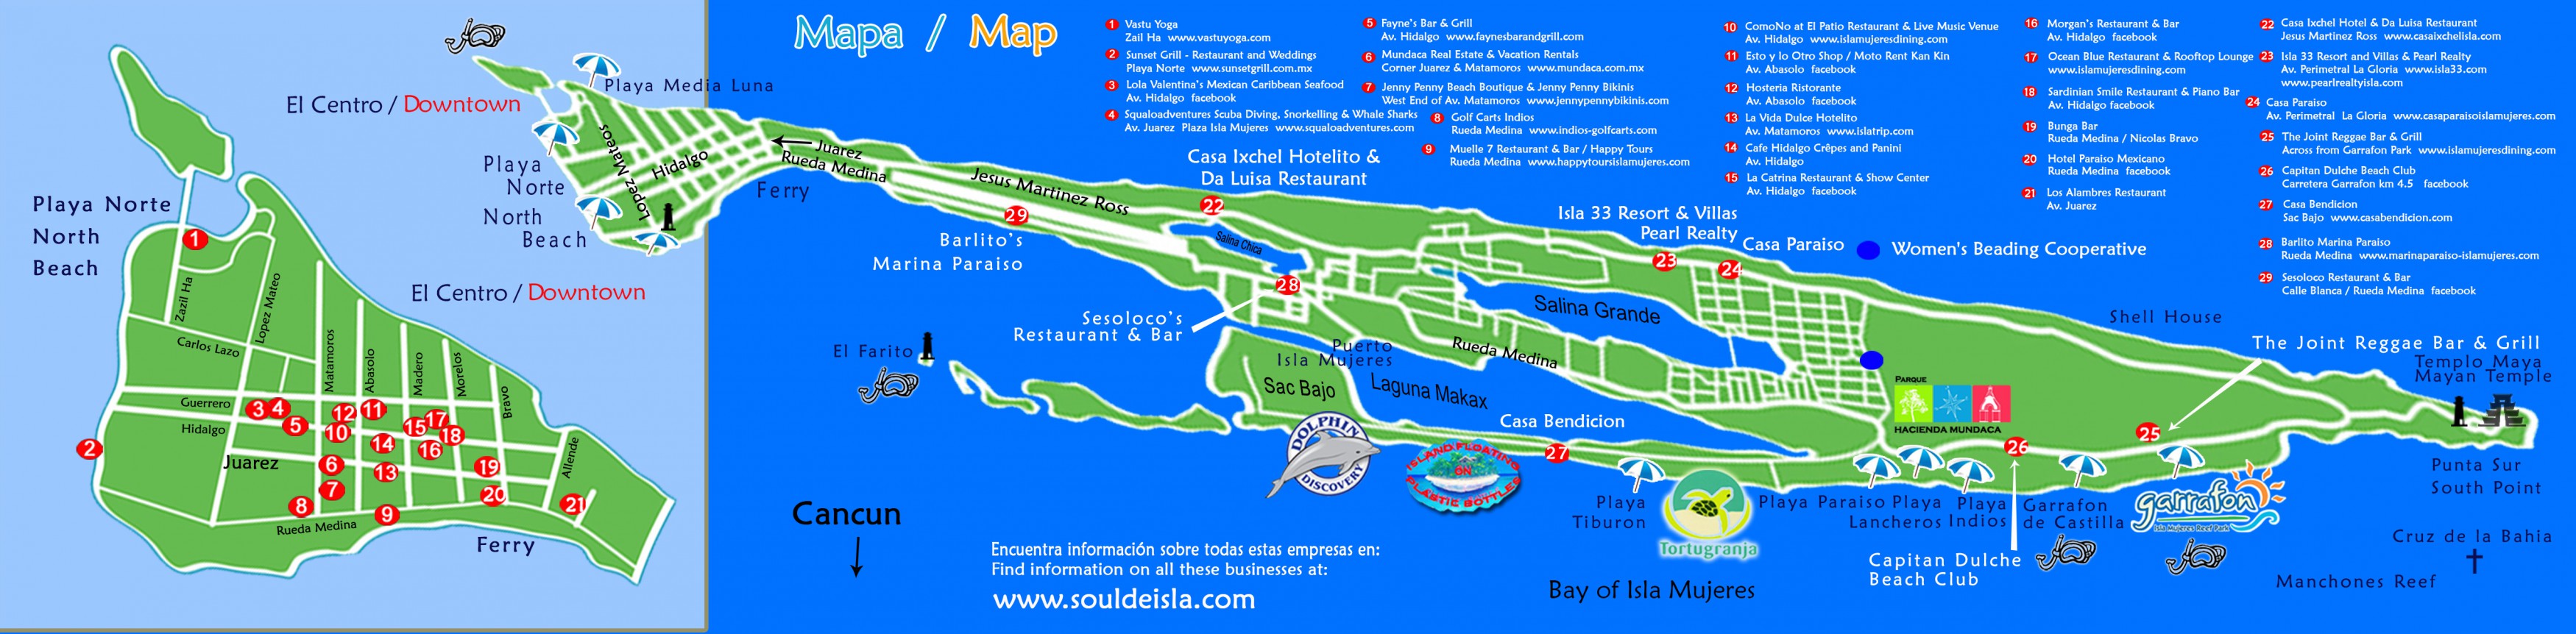 Mapa / Map
1 Vastu Yoga
Zail Ha www.vastuyoga.com
2 Sunset Grill - Restaurant and Weddings
Playa Norte www.sunsetgrill.com.mx
3 Lola Valentina's Mexican Caribbean Seafood
Av. Hidalgo facebook
4 Squaloadventures Scuba Diving, Snorkelling & Whale Sharks
Av. Juarez Plaza Isla Mujeres www.squaloadventures.com
5 Fayne's Bar & Grill
Av. Hidalgo www.faynesbarandgrill.com
6 Mundaca Real Estate & Vacation Rentals
Corner Juarez & Matamoros www.mundaca.com.mx
7 Jenny Penny Beach Boutique & Jenny Penny Bikinis
West End of Av. Matamoros www.jennypennybikinis.com
8 Golf Carts Indios
Rueda Medina www.indios-golfcarts.com
9 Muelle 7 Restaurant & Bar / Happy Tours
Rueda Medina www.happytoursislamujeres.com
10 ComoNo at El Patio Restaurant & Live Music Venue
Av. Hidalgo www.islamujeresdining.com
11 Esto y lo Otro Shop / Moto Rent Kan Kin
Av. Abasolo facebook
12 Hosteria Ristorante
Av. Abasolo facebook
13 La Vida Dulce Hotelito
Av. Matamoros www.islatrip.com
14 Cafe Hidalgo Crêpes and Panini
Av. Hidalgo
15 La Catrina Restaurant & Show Center
Av. Hidalgo facebook
16 Morgan's Restaurant & Bar
Av. Hidalgo facebook
17 Ocean Blue Restaurant & Rooftop Lounge
www.islamujeresdining.com
18 Sardinian Smile Restaurant & Piano Bar
Av. Hidalgo facebook
19 Bunga Bar
Rueda Medina / Nicolas Bravo
20 Hotel Paraiso Mexicano
Rueda Medina facebook
21 Los Alambres Restaurant
Av. Juarez
22 Casa Ixchel Hotel & Da Luisa Restaurant
Jesus Martinez Ross www.casaixchelisla.com
23 Isla 33 Resort and Villas & Pearl Realty
Av. Perimetral La Gloria www.isla33.com
www.pearlrealtyisla.com
24 Casa Paraiso
Av. Perimetral La Gloria www.casaparaisoislamujeres.com
25 The Joint Reggae Bar & Grill
Across from Garrafon Park www.islamujeresdining.com
26 Capitan Dulche Beach Club
Carretera Garrafon km 4.5 facebook
27 Casa Bendicion
Sac Bajo www.casabendicion.com
28 Barlito Marina Paraiso
Rueda Medina www.marinaparaiso-islamujeres.com
29 Sesoloco Restaurant & Bar
Calle Blanca / Rueda Medina facebook
El Centro / Downtown
Playa Media Luna
Playa
Norte
North
Beach
Lopez Mateos
Hidalgo
Juarez
Rueda Medina
Ferry
Playa Norte
North
Beach
El Centro / Downtown
1
Zazil Ha
Lopez Mateo
Carlos Lazo
Matamoros
Abasolo
Madero
Morelos
Bravo
Allende
Guerrero
Hidalgo
Juarez
Rueda Medina
Ferry
2
3 4
5
12 11
10
14
15 17
18
16
6
13
19
7
20
8
9
21
Jesus Martinez Ross
29
Barlito's
Marina Paraiso
Casa Ixchel Hotelito &
Da Luisa Restaurant
22
Salina Chica
28
Sesoloco's
Restaurant & Bar
El Farito
Puerto
Isla Mujeres
Sac Bajo
Laguna Makax
Rueda Medina
Salina Grande
Isla 33 Resort & Villas
Pearl Realty
23
Casa Paraiso
24
Women's Beading Cooperative
Shell House
The Joint Reggae Bar & Grill
Templo Maya
Mayan Temple
PARQUE
HACIENDA MUNDACA
25
26
Casa Bendicion
27
DOLPHIN
DISCOVERY
ISLAND FLOATING
ON
PLASTIC BOTTLES
Playa
Tiburon
Tortugranja
Playa Paraiso
Playa
Lancheros
Playa
Indios
Garrafon
de Castilla
garrafon
Isla Mujeres Reef Park
Capitan Dulche
Beach Club
Punta Sur
South Point
Cruz de la Bahia
Manchones Reef
Cancun
Bay of Isla Mujeres
Encuentra información sobre todas estas empresas en:
Find information on all these businesses at:
www.souldeisla.com